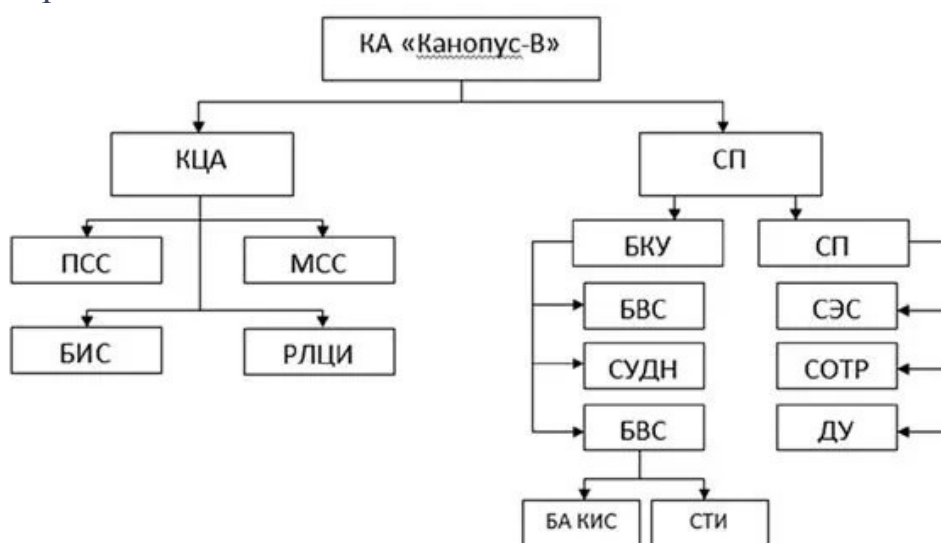 КА «Канопус-В»
КЦА
СП
ПСС
МСС
БКУ
СП
БИС
РЛЦИ
БВС
СЭС
СУДН
СОТР
БВС
ДУ
БА КИС
СТИ